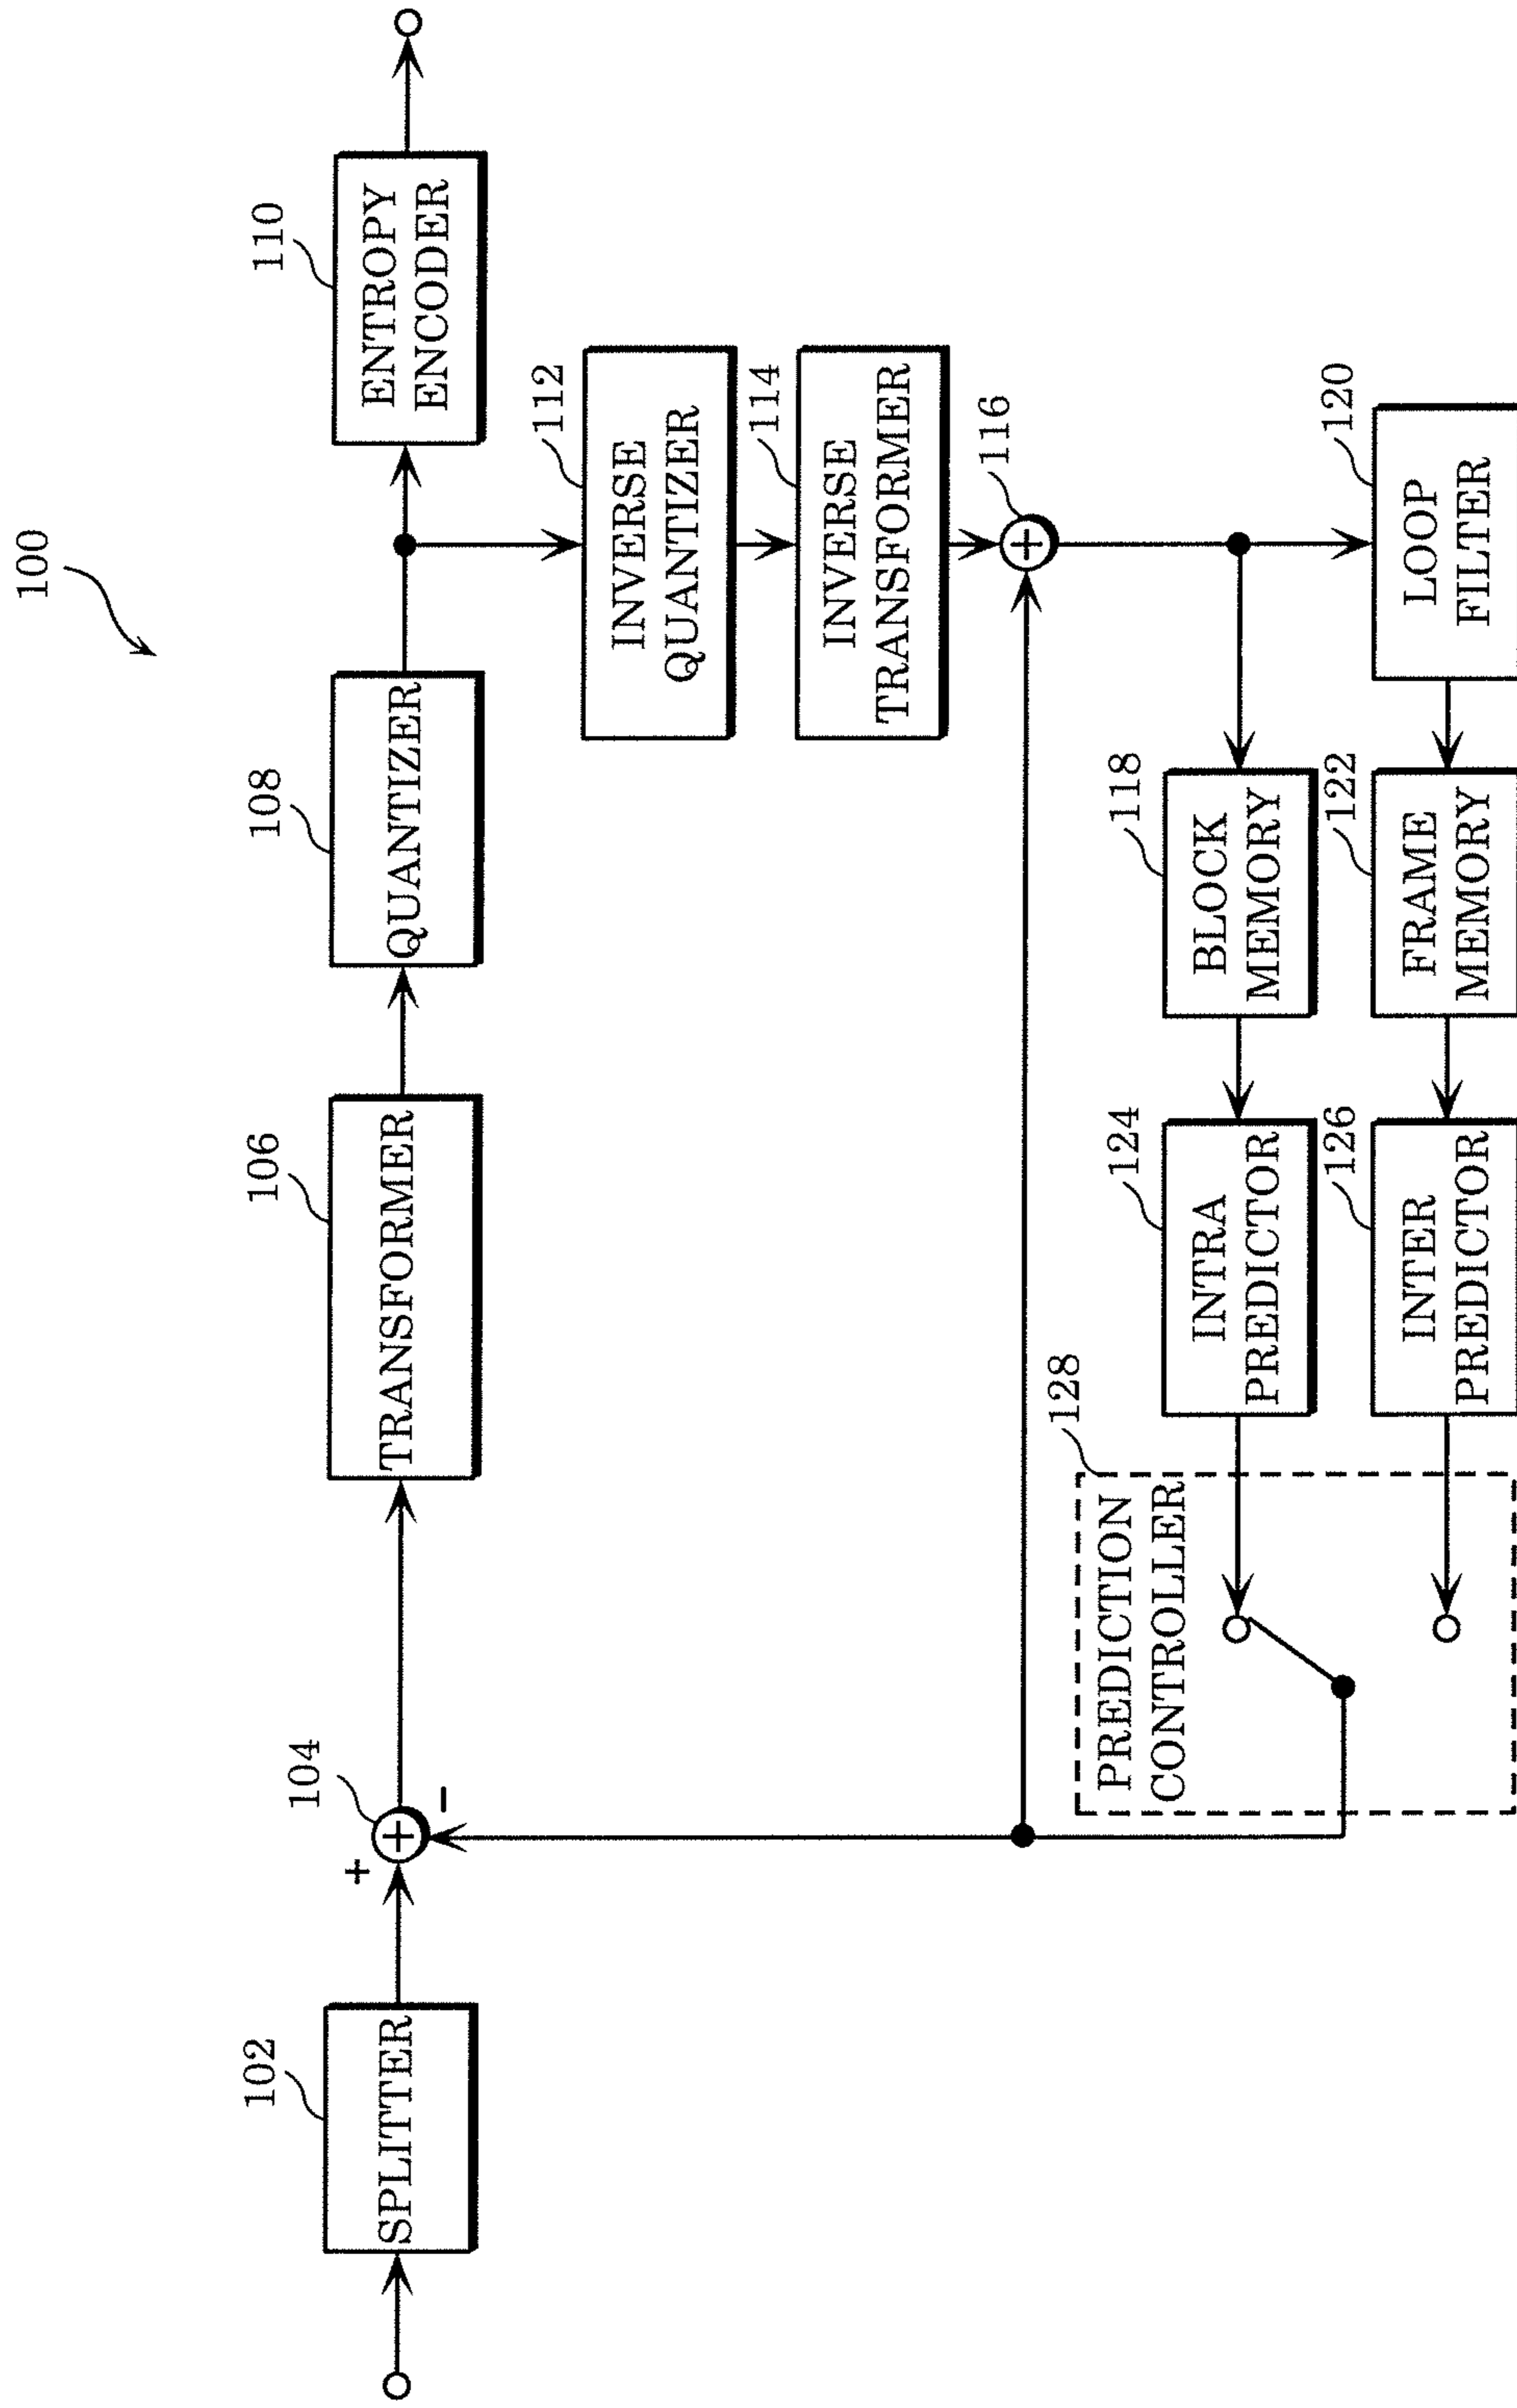 100
102
SPLITTER
104
+
−
106
TRANSFORMER
108
QUANTIZER
110
ENTROPY
ENCODER
112
INVERSE
QUANTIZER
114
INVERSE
TRANSFORMER
116
128
PREDICTION
CONTROLLER
124
INTRA
PREDICTOR
118
BLOCK
MEMORY
126
INTER
PREDICTOR
122
FRAME
MEMORY
120
LOOP
FILTER